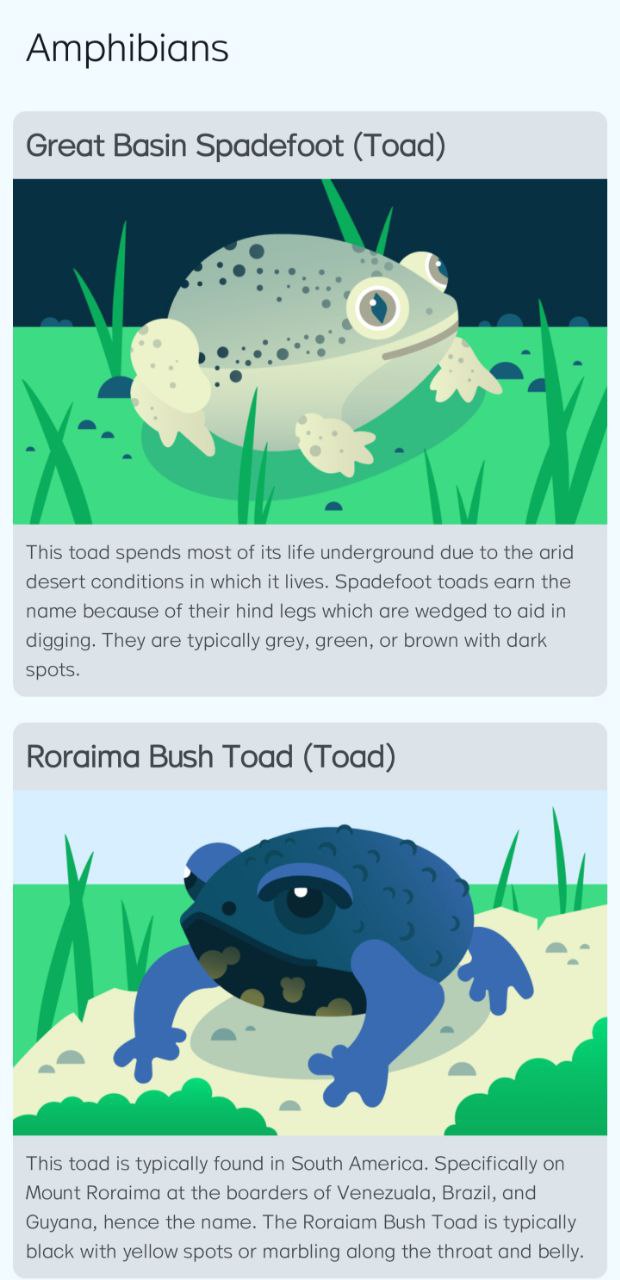 Amphibians
Great Basin Spadefoot (Toad)
This toad spends most of its life underground due to the arid
desert conditions in which it lives. Spadefoot toads earn the
name because of their hind legs which are wedged to aid in
digging. They are typically grey, green, or brown with dark
spots.
Roraima Bush Toad (Toad)
This toad is typically found in South America. Specifically on
Mount Roraima at the boarders of Venezuala, Brazil, and
Guyana, hence the name. The Roraiam Bush Toad is typically
black with yellow spots or marbling along the throat and belly.